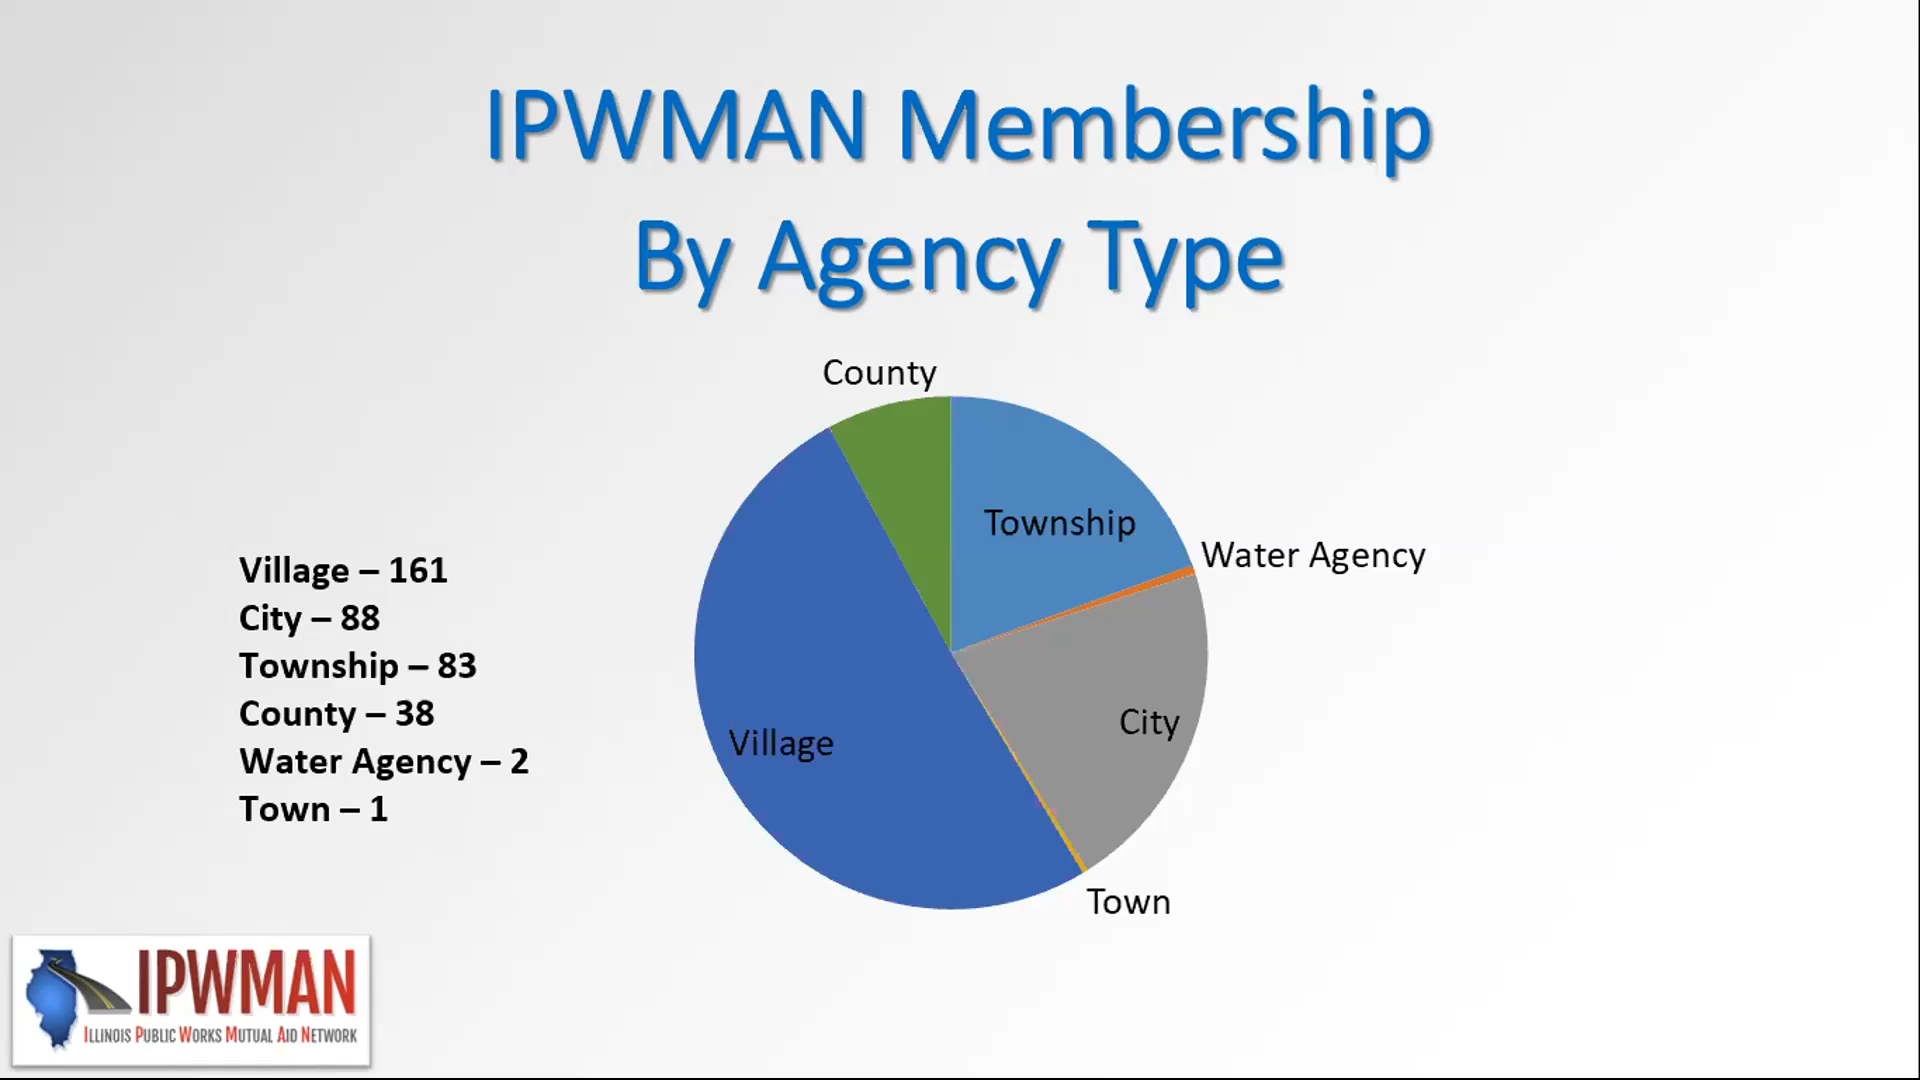 IPWMAN Membership
By Agency Type
County
Township
Water Agency
City
Village
Town
Village – 161
City – 88
Township – 83
County – 38
Water Agency – 2
Town – 1
IPWMAN
ILLINOIS PUBLIC WORKS MUTUAL AID NETWORK